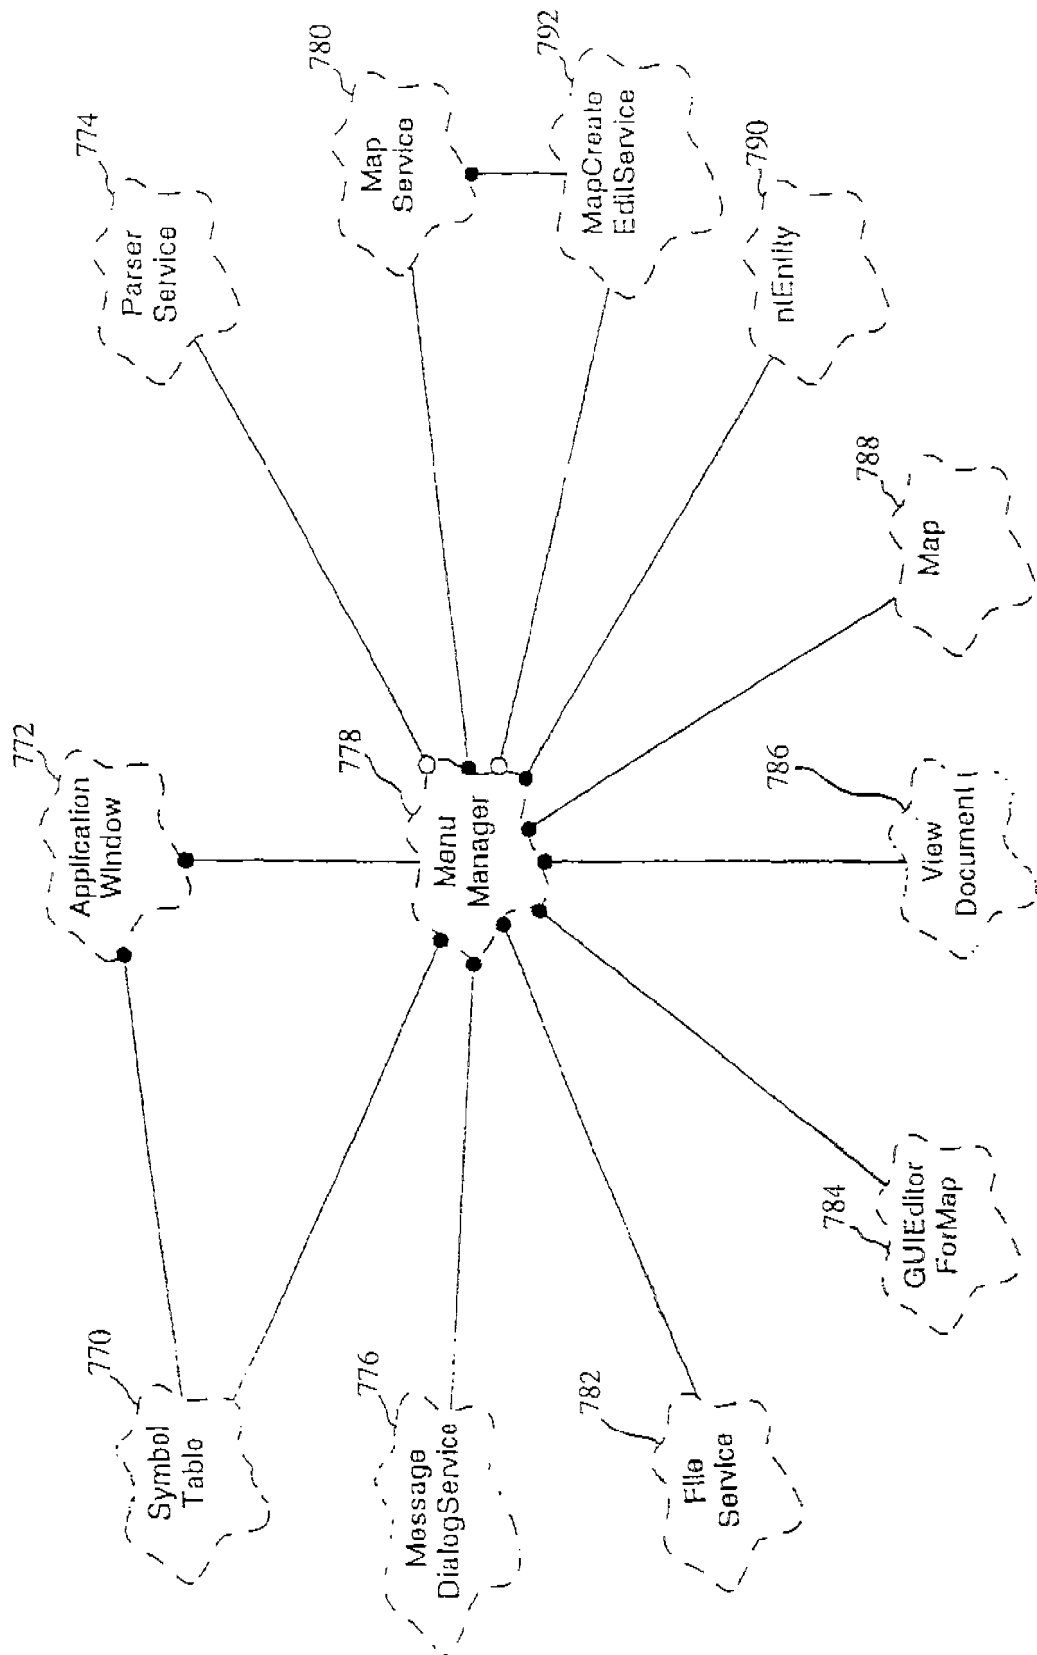 770
Symbol
Table
772
Application
Window
774
Parser
Service
776
Message
DialogService
778
Menu
Manager
780
Map
Service
782
File
Service
784
GUIEditor
ForMap
786
View
Document
788
Map
790
ntEntity
792
MapCreate
EditService